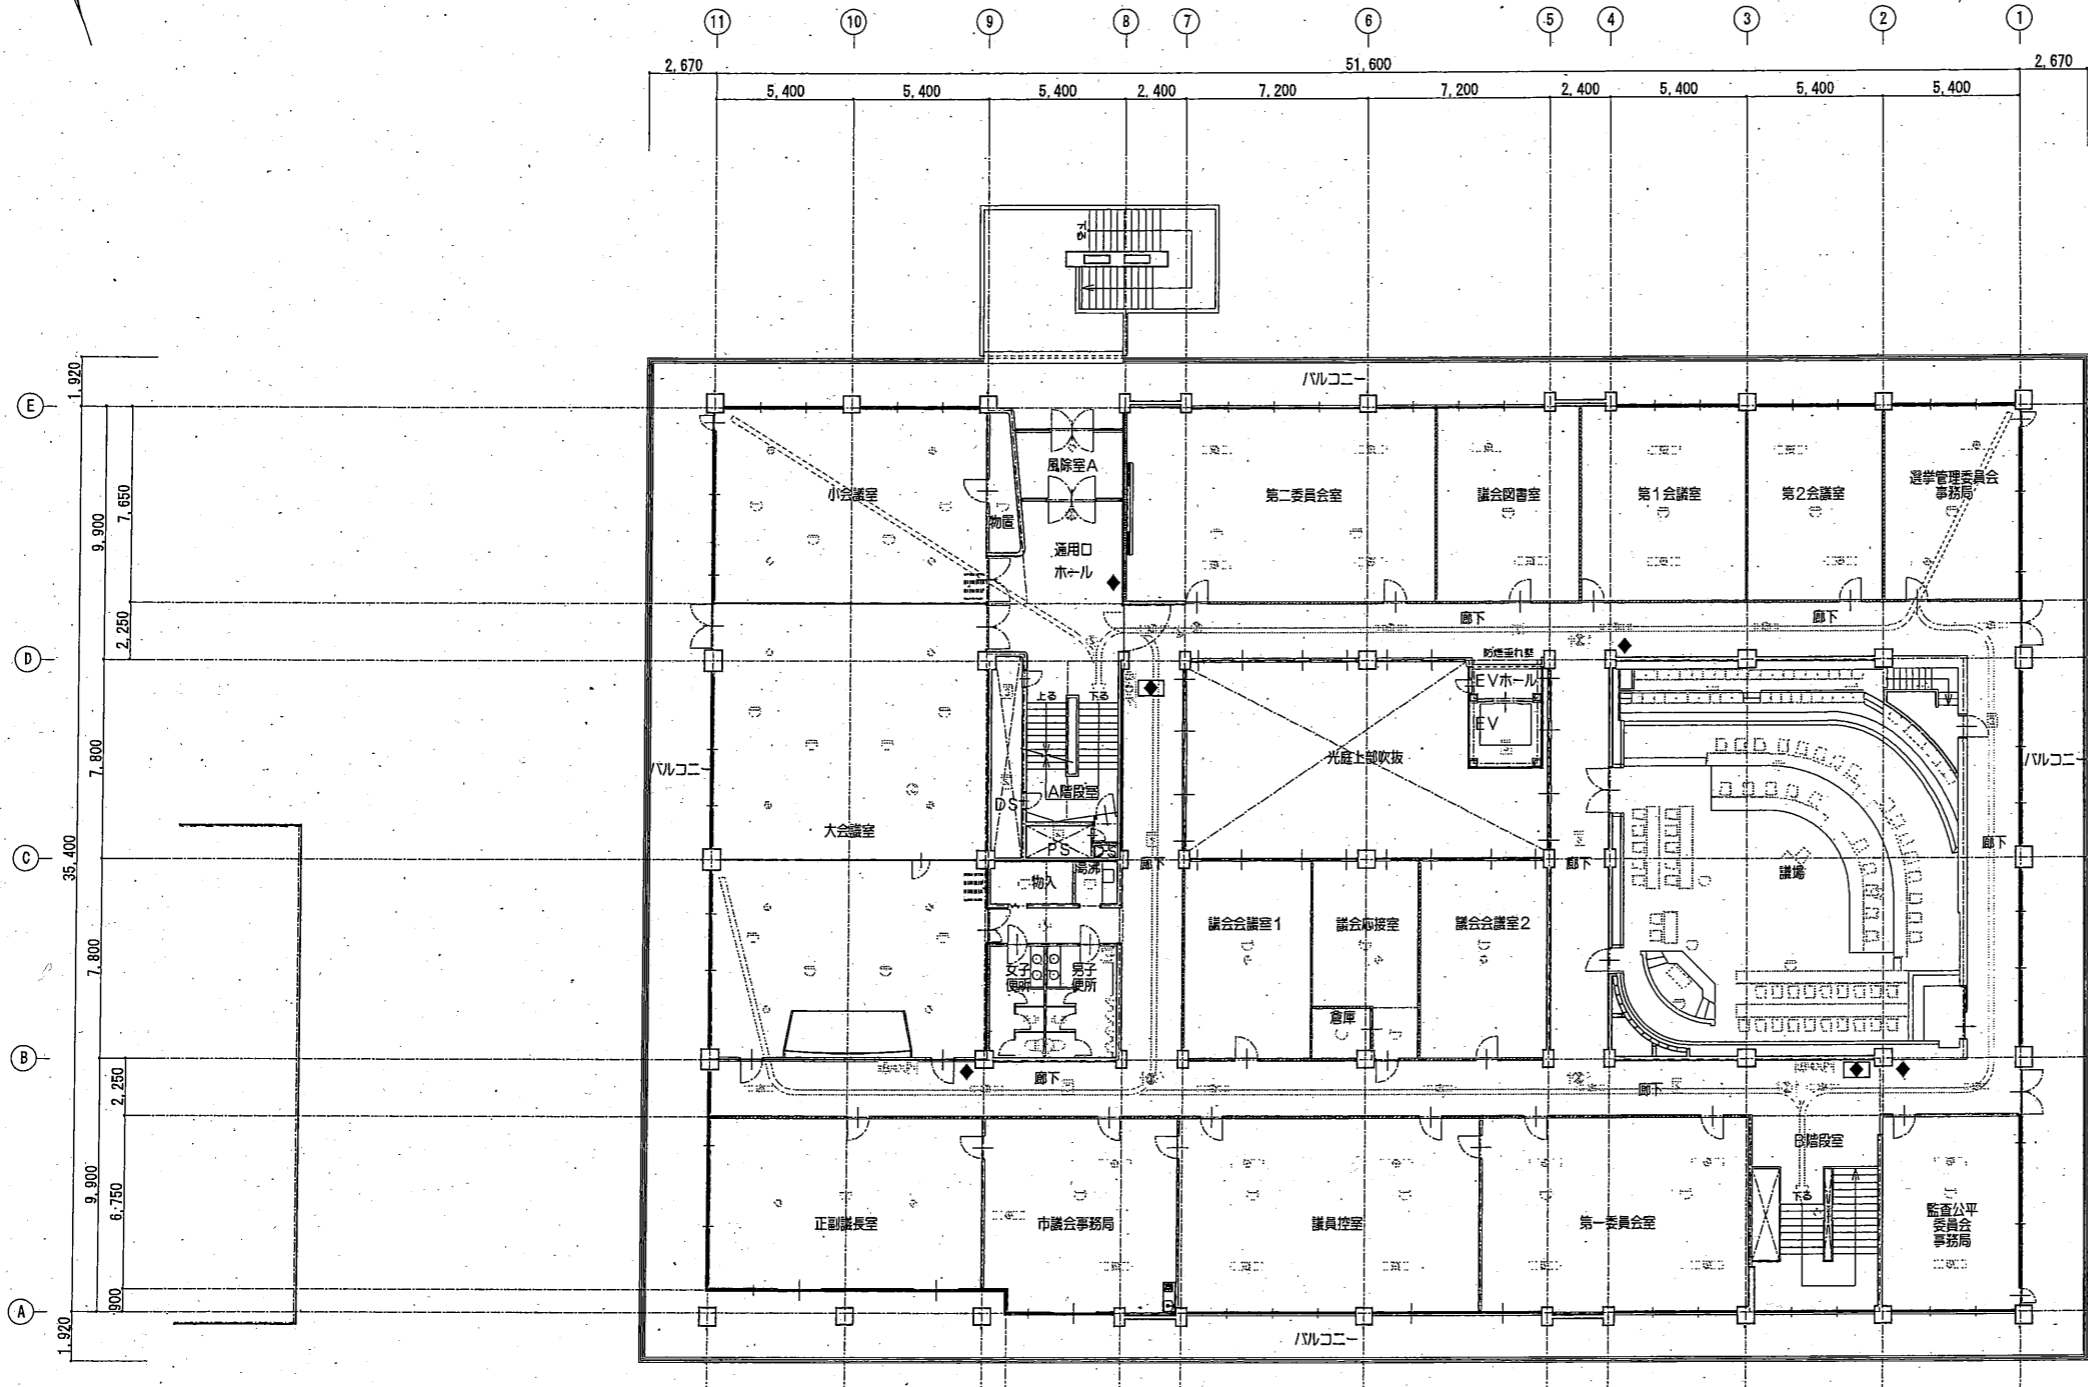 11 10 9 8 7 6 5 4 3 2 1
2,670 51,600 2,670
5,400 5,400 5,400 2,400 7,200 7,200 2,400 5,400 5,400 5,400
下る
バルコニー
E
1,920
9,900
7,650
2,250
風除室A
小会議室
物置
通用口
ホール
第二委員会室
議会図書室
第1会議室
第2会議室
選挙管理委員会
事務局
廊下
廊下
D
防煙垂れ壁
EVホール
EV
上る
下る
光庭上部吹抜
バルコニー
バルコニー
7,800
A階段室
DS
PS
DS
大会議室
35,400
C
廊下
廊下
廊下
議場
湯沸
物入
議会会議室1
議会応接室
議会会議室2
7,800
女子
便所
男子
便所
倉庫
B
廊下
廊下
2,250
9,900
6,750
900
B階段室
下る
正副議長室
市議会事務局
議員控室
第一委員会室
監査公平
委員会
事務局
A
1,920
バルコニー